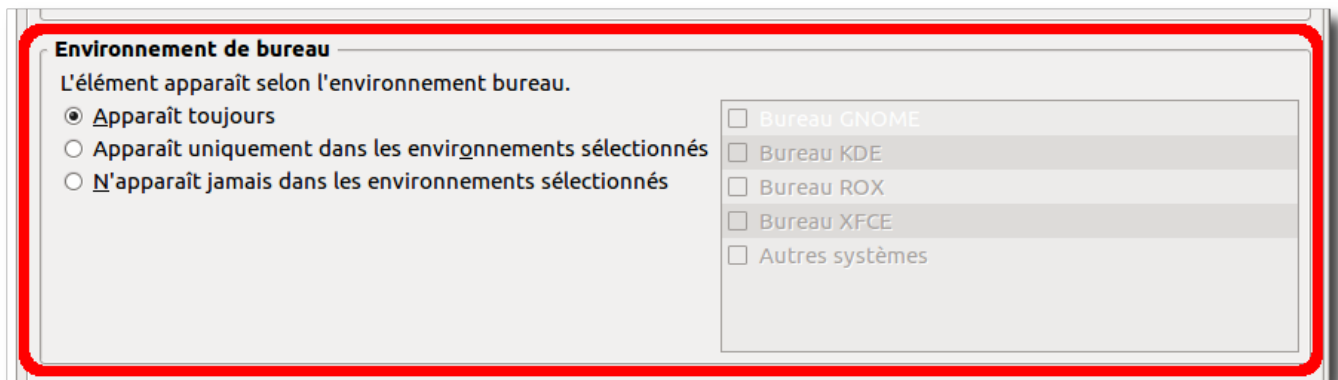 Environnement de bureau
L'élément apparaît selon l'environnement bureau.
Apparaît toujours
Apparaît uniquement dans les environnements sélectionnés
N'apparaît jamais dans les environnements sélectionnés
Bureau GNOME
Bureau KDE
Bureau ROX
Bureau XFCE
Autres systèmes